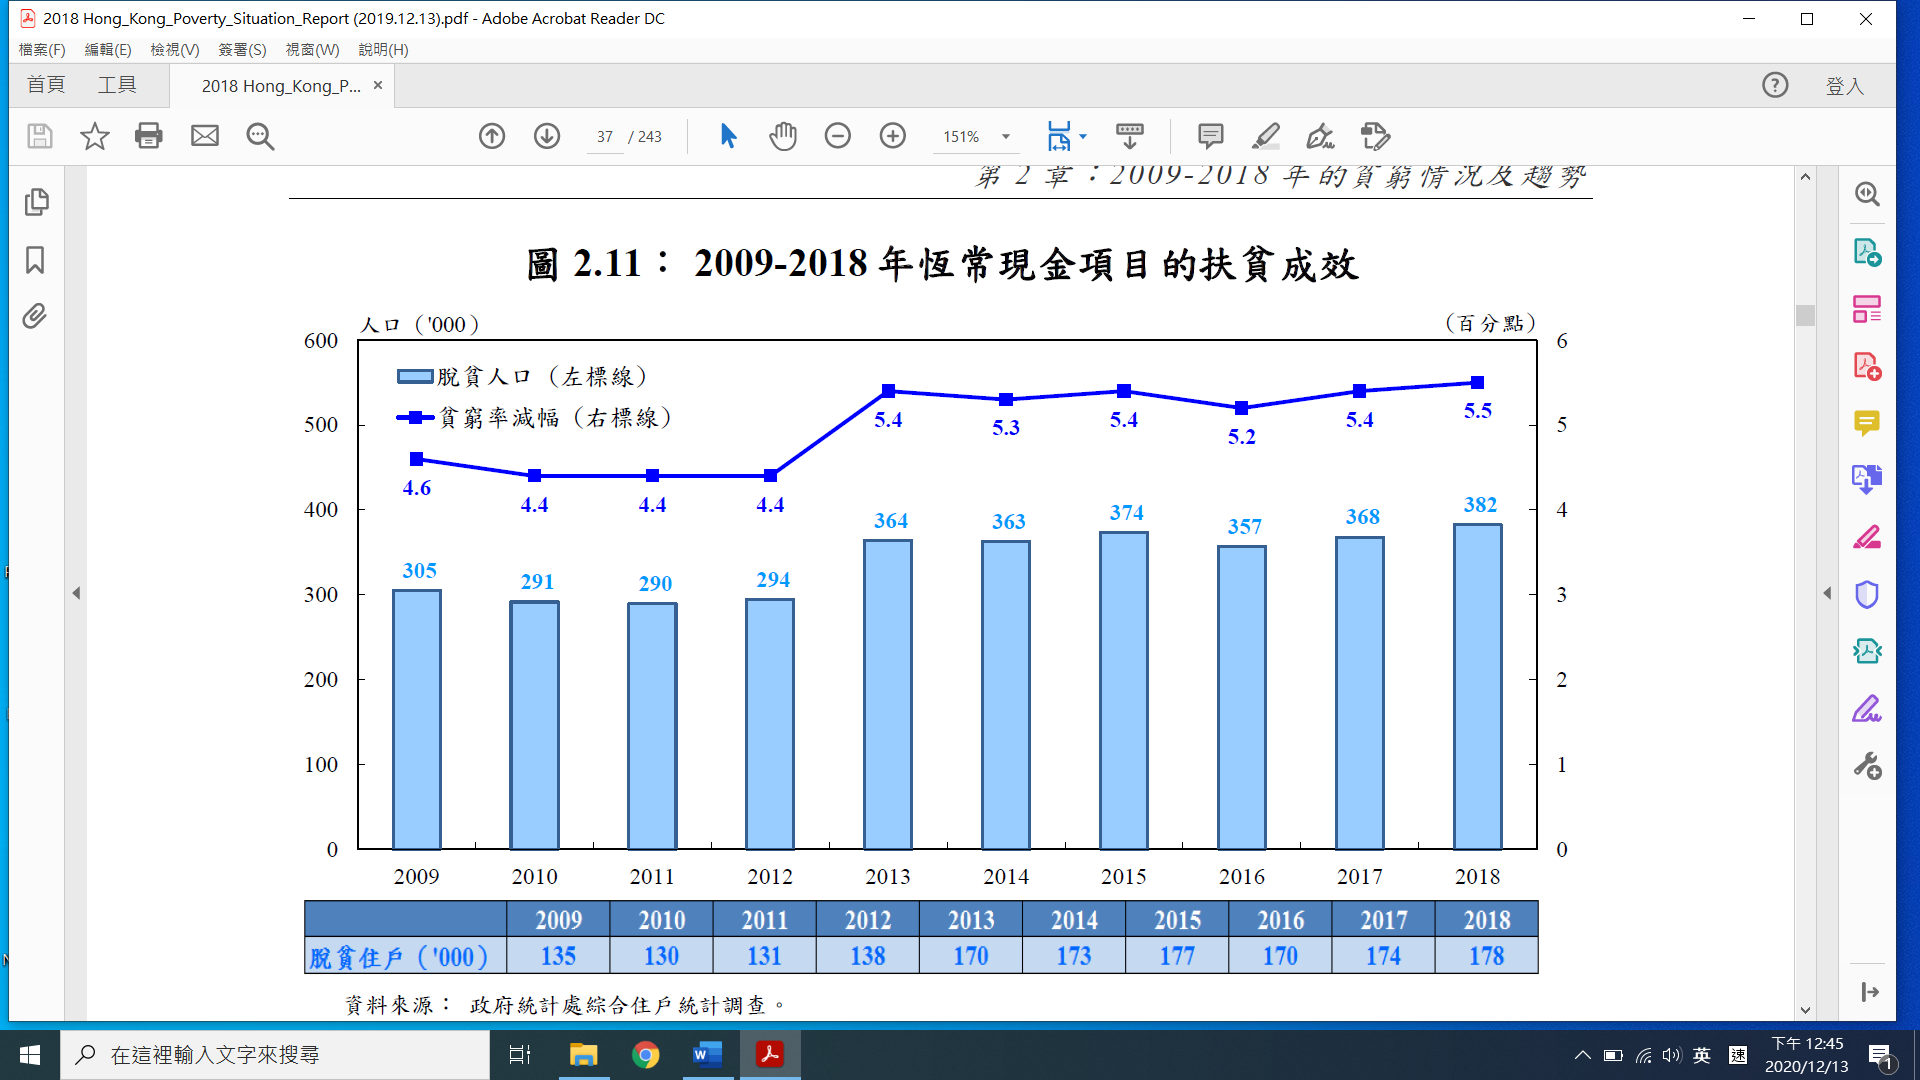 2018 Hong_Kong_Poverty_Situation_Report (2019.12.13).pdf - Adobe Acrobat Reader DC
檔案(F) 編輯(E) 檢視(V) 簽署(S) 視窗(W) 說明(H)
首頁 工具 2018 Hong_Kong_P... × 登入
37 / 243 151%
第 2 章：2009-2018 年的貧窮情況及趨勢
圖 2.11： 2009-2018 年恆常現金項目的扶貧成效
人口（'000） （百分點）
脫貧人口（左標線）
貧窮率減幅（右標線）
600 6
500 5
400 4
300 3
200 2
100 1
0 0
4.6 4.4 4.4 4.4 5.4 5.3 5.4 5.2 5.4 5.5
305 291 290 294 364 363 374 357 368 382
2009 2010 2011 2012 2013 2014 2015 2016 2017 2018
2009 2010 2011 2012 2013 2014 2015 2016 2017 2018
脫貧住戶（'000） 135 130 131 138 170 173 177 170 174 178
資料來源： 政府統計處綜合住戶統計調查。
在這裡輸入文字來搜尋
英 速 下午 12:45
2020/12/13
1